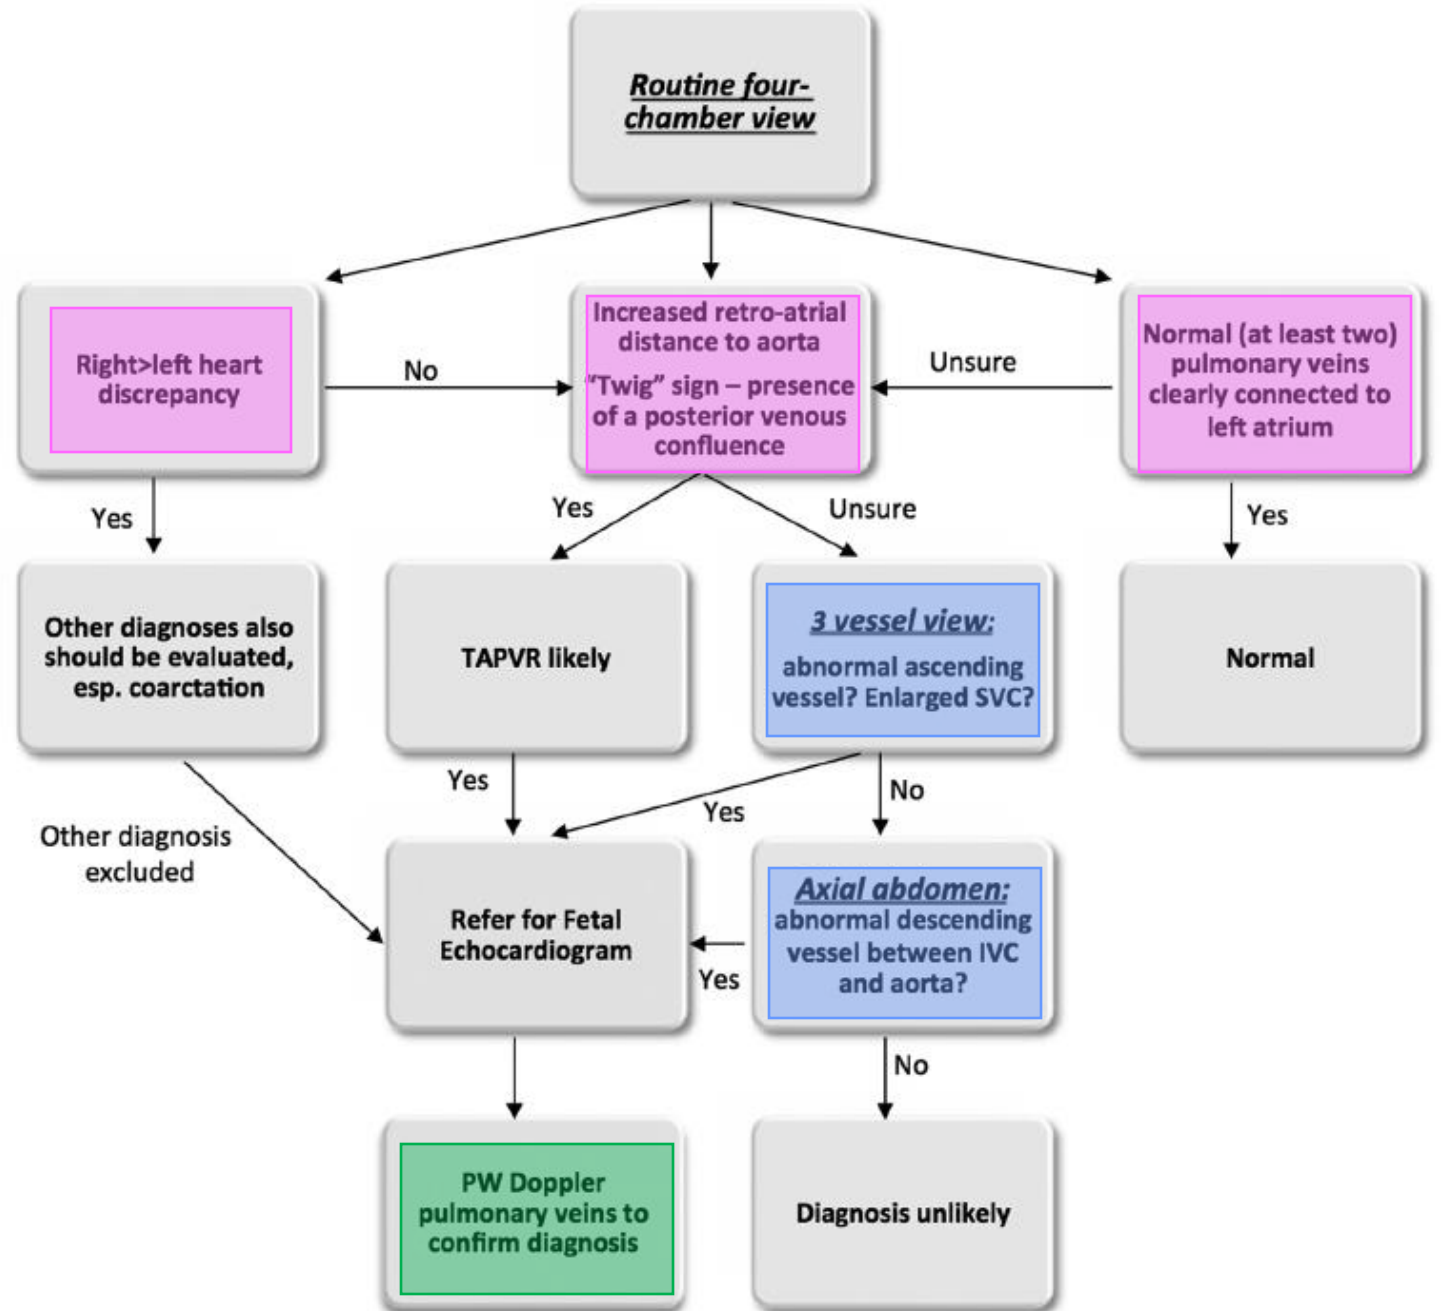 Routine four-
chamber view
Right>left heart
discrepancy
No
Increased retro-atrial
distance to aorta
"Twig" sign – presence
of a posterior venous
confluence
Unsure
Normal (at least two)
pulmonary veins
clearly connected to
left atrium
Yes
Yes
Unsure
Yes
Other diagnoses also
should be evaluated,
esp. coarctation
TAPVR likely
3 vessel view:
abnormal ascending
vessel? Enlarged SVC?
Normal
Other diagnosis
excluded
Yes
Yes
No
Refer for Fetal
Echocardiogram
Yes
Axial abdomen:
abnormal descending
vessel between IVC
and aorta?
No
PW Doppler
pulmonary veins to
confirm diagnosis
Diagnosis unlikely